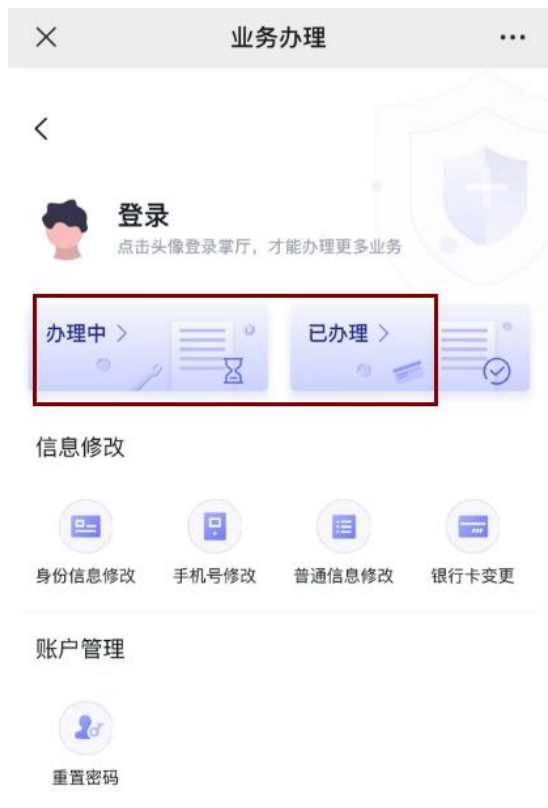 业务办理
登录
点击头像登录掌厅，才能办理更多业务
办理中
已办理
信息修改
身份信息修改
手机号修改
普通信息修改
银行卡变更
账户管理
重置密码